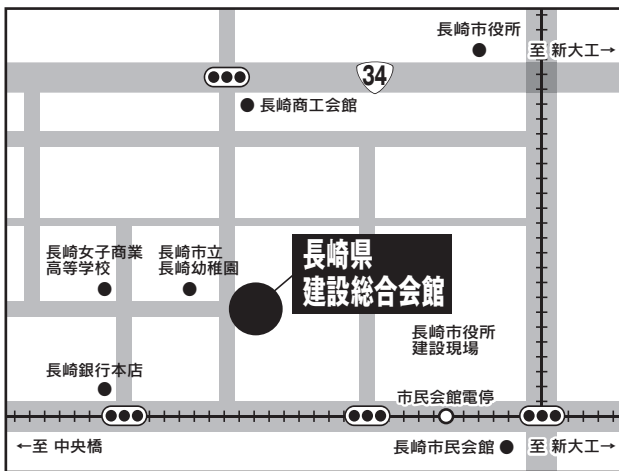 長崎市役所
至 新大工→
34
長崎商工会館
長崎女子商業
高等学校
長崎市立
長崎幼稚園
長崎県
建設総合会館
長崎市役所
建設現場
長崎銀行本店
市民会館電停
←至 中央橋
長崎市民会館
至 新大工→